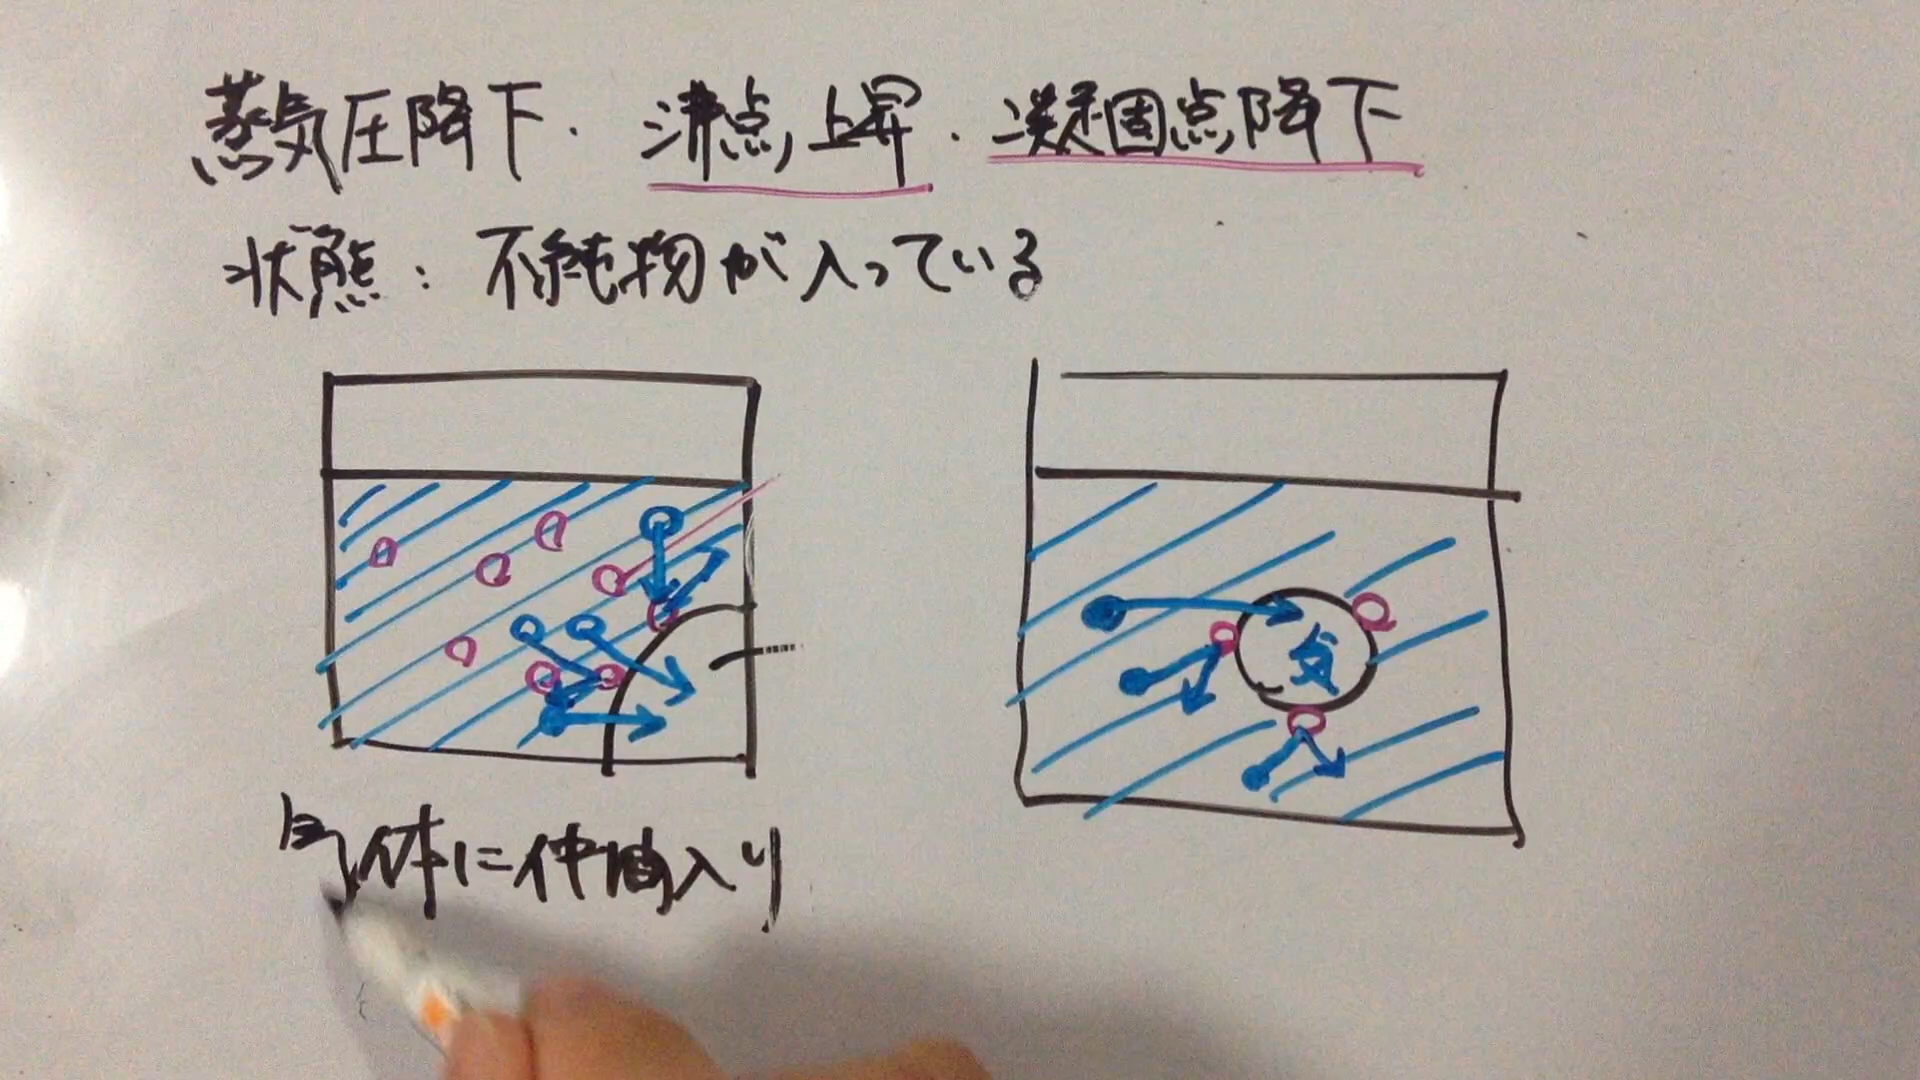 蒸気圧降下・沸点上昇・凝固点降下
状態:不純物が入っている
気
固体に仲間入り